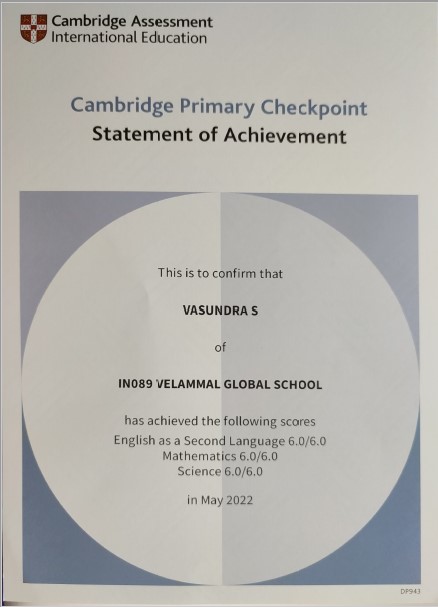 Cambridge Assessment
International Education
Cambridge Primary Checkpoint
Statement of Achievement
This is to confirm that
VASUNDRA S
of
IN089 VELAMMAL GLOBAL SCHOOL
has achieved the following scores
English as a Second Language 6.0/6.0
Mathematics 6.0/6.0
Science 6.0/6.0
in May 2022
DP943